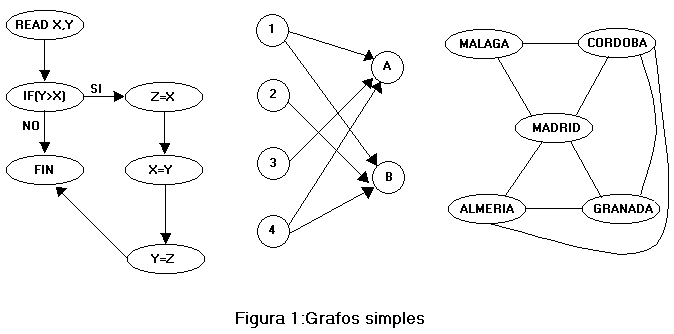 READ X,Y
IF(Y>X)
SI
Z=X
NO
FIN
X=Y
Y=Z
1
A
2
3
B
4
MALAGA
CORDOBA
MADRID
ALMERIA
GRANADA
Figura 1:Grafos simples